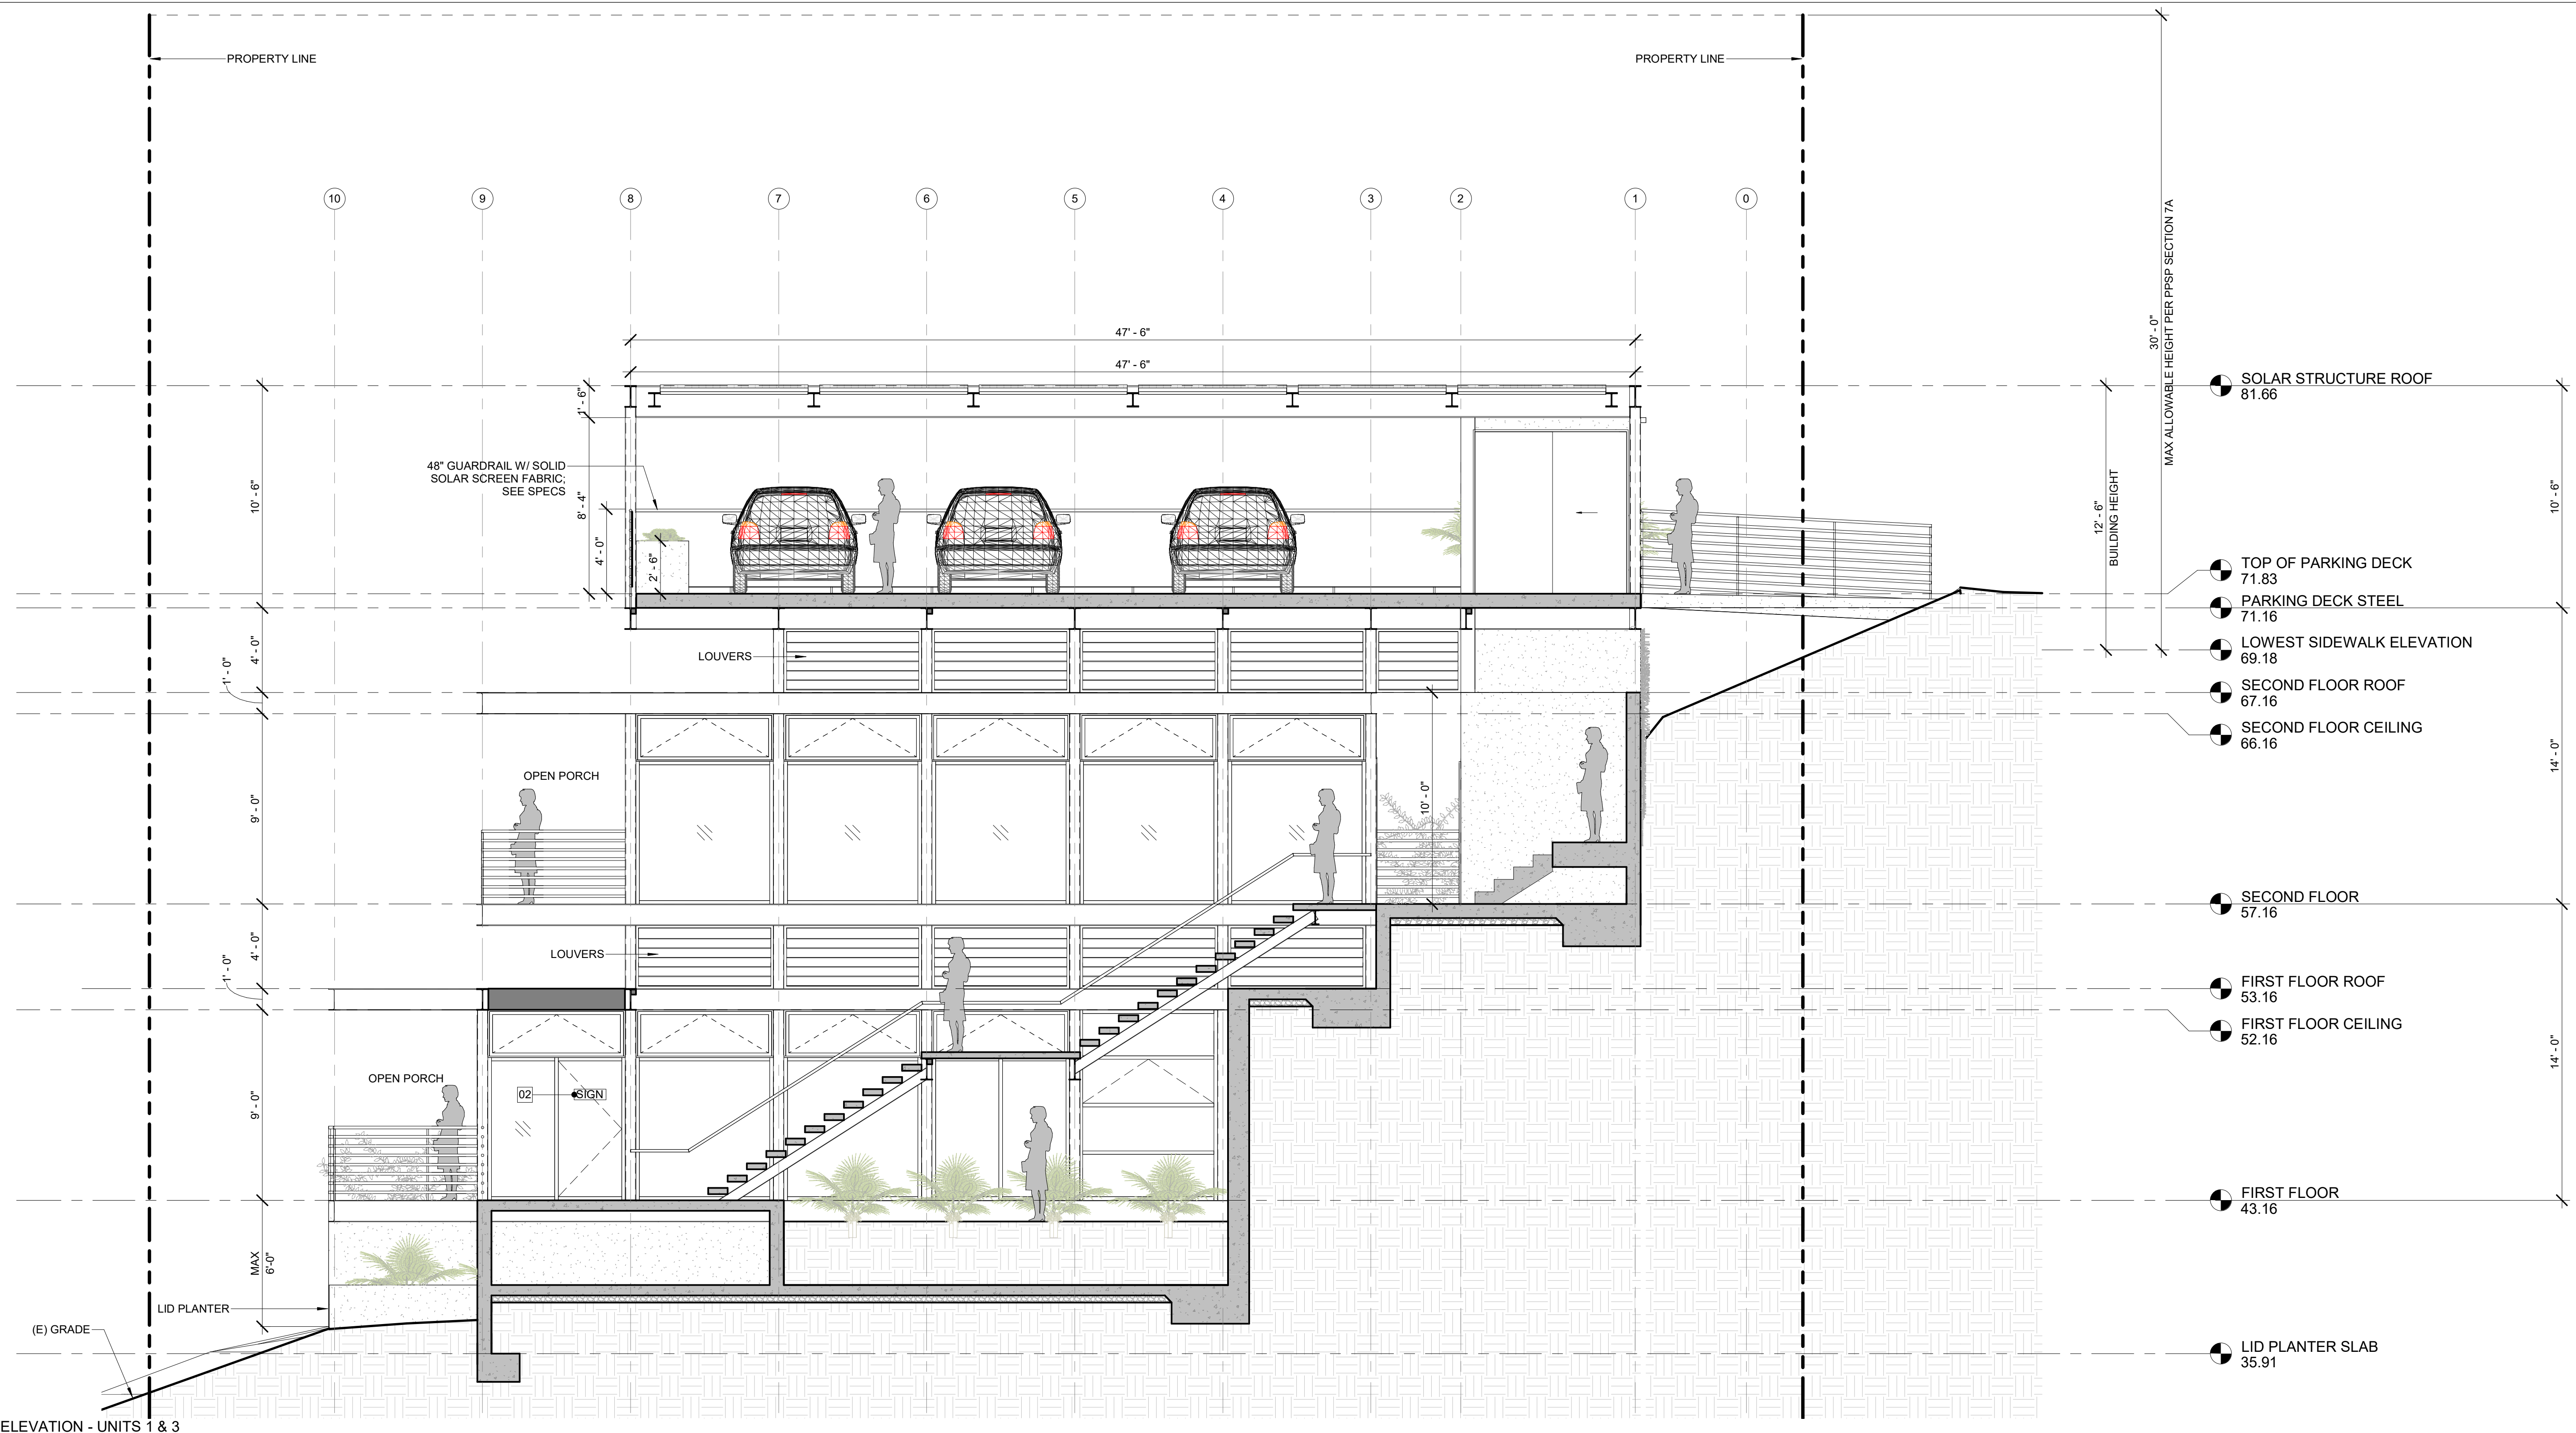 PROPERTY LINE
PROPERTY LINE
10
9
8
7
6
5
4
3
2
1
0
47' - 6"
47' - 6"
30' - 0"
MAX ALLOWABLE HEIGHT PER PPSP SECTION 7A
12' - 6"
BUILDING HEIGHT
SOLAR STRUCTURE ROOF
81.66
1' - 6"
48" GUARDRAIL W/ SOLID
SOLAR SCREEN FABRIC;
SEE SPECS
10' - 6"
8' - 4"
4' - 0"
2' - 6"
10' - 6"
TOP OF PARKING DECK
71.83
PARKING DECK STEEL
71.16
LOWEST SIDEWALK ELEVATION
69.18
LOUVERS
4' - 0"
1' - 0"
SECOND FLOOR ROOF
67.16
SECOND FLOOR CEILING
66.16
OPEN PORCH
9' - 0"
10' - 0"
14' - 0"
SECOND FLOOR
57.16
LOUVERS
4' - 0"
1' - 0"
FIRST FLOOR ROOF
53.16
FIRST FLOOR CEILING
52.16
OPEN PORCH
02
SIGN
9' - 0"
14' - 0"
FIRST FLOOR
43.16
MAX
6'-0"
LID PLANTER
(E) GRADE
LID PLANTER SLAB
35.91
ELEVATION - UNITS 1 & 3